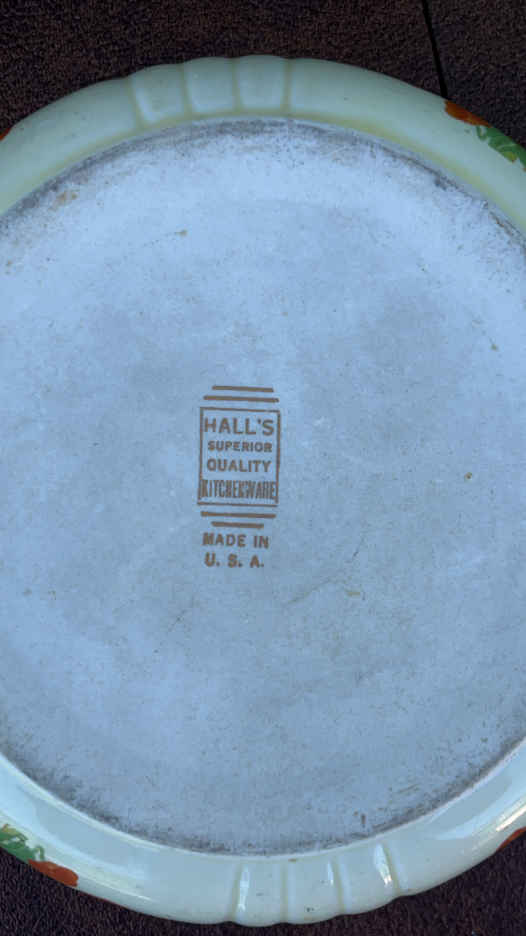 HALL'S
SUPERIOR
QUALITY
KITCHENWARE
MADE IN
U. S. A.